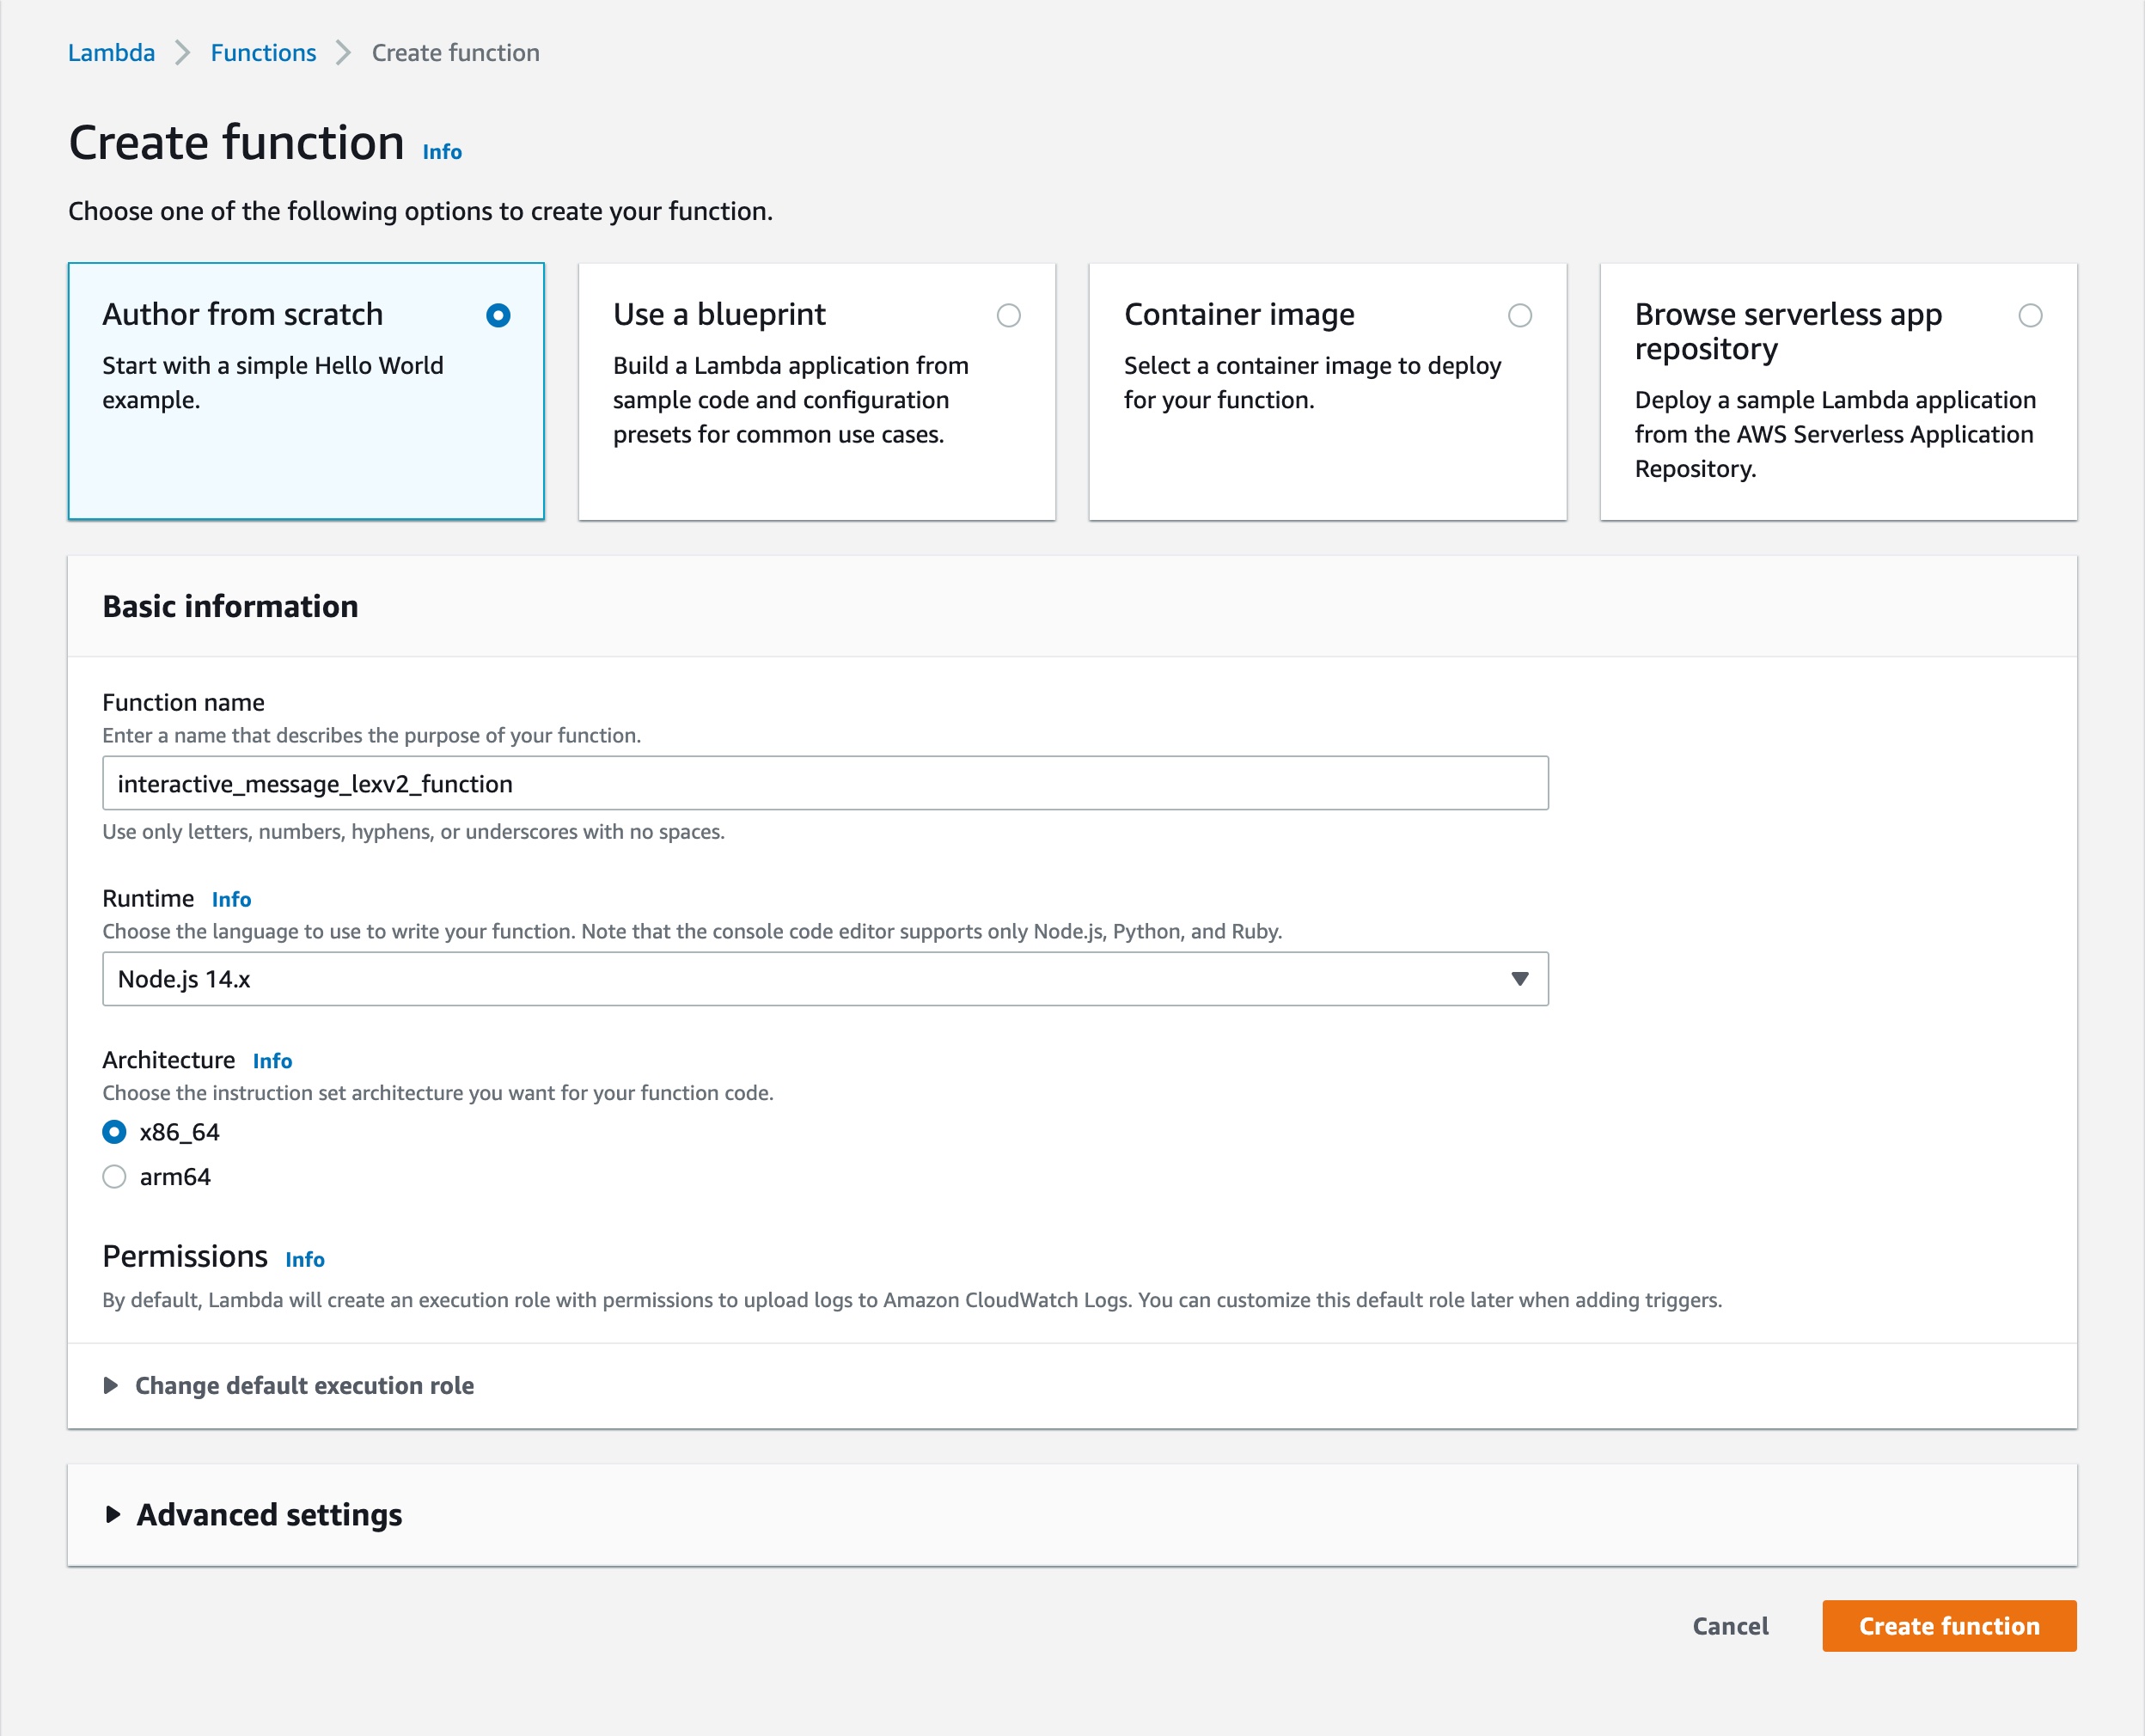 Lambda > Functions > Create function
Create function Info
Choose one of the following options to create your function.
Author from scratch
Start with a simple Hello World
example.
Use a blueprint
Build a Lambda application from
sample code and configuration
presets for common use cases.
Container image
Select a container image to deploy
for your function.
Browse serverless app
repository
Deploy a sample Lambda application
from the AWS Serverless Application
Repository.
Basic information
Function name
Enter a name that describes the purpose of your function.
interactive_message_lexv2_function
Use only letters, numbers, hyphens, or underscores with no spaces.
Runtime Info
Choose the language to use to write your function. Note that the console code editor supports only Node.js, Python, and Ruby.
Node.js 14.x
Architecture Info
Choose the instruction set architecture you want for your function code.
x86_64
arm64
Permissions Info
By default, Lambda will create an execution role with permissions to upload logs to Amazon CloudWatch Logs. You can customize this default role later when adding triggers.
Change default execution role
Advanced settings
Cancel Create function